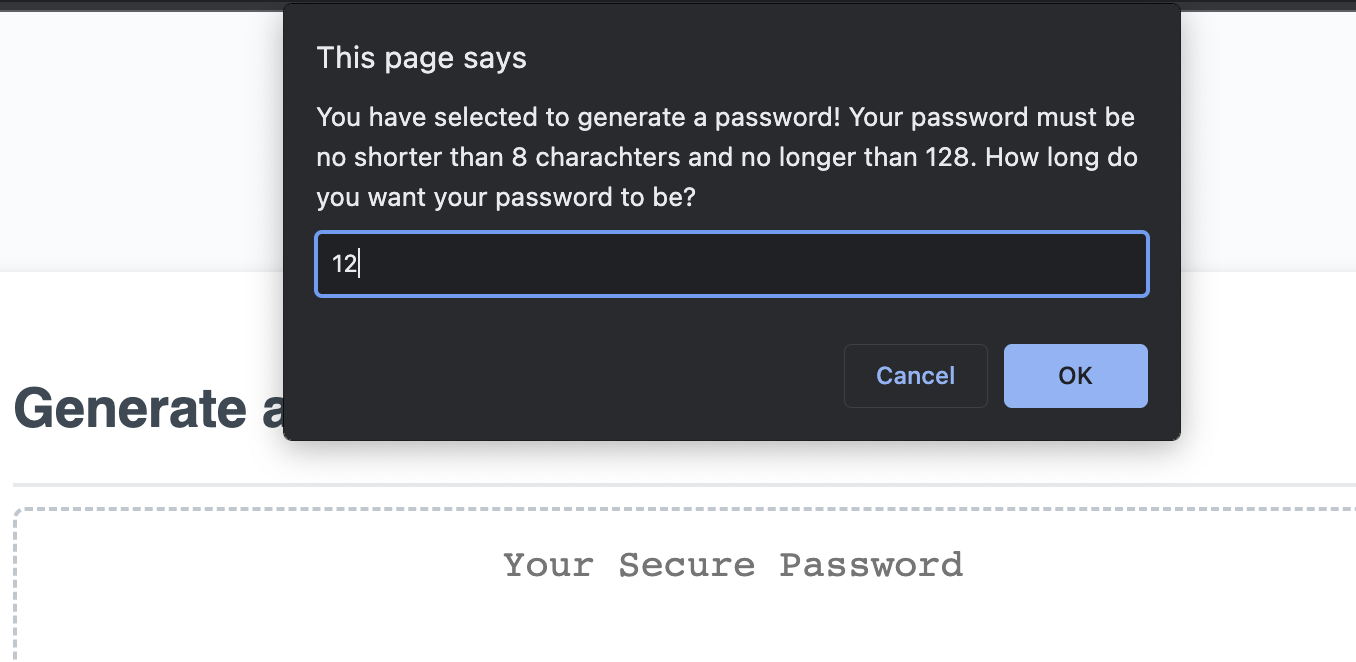 This page says
You have selected to generate a password! Your password must be
no shorter than 8 charachters and no longer than 128. How long do
you want your password to be?
12
Cancel
OK
Generate a
Your Secure Password